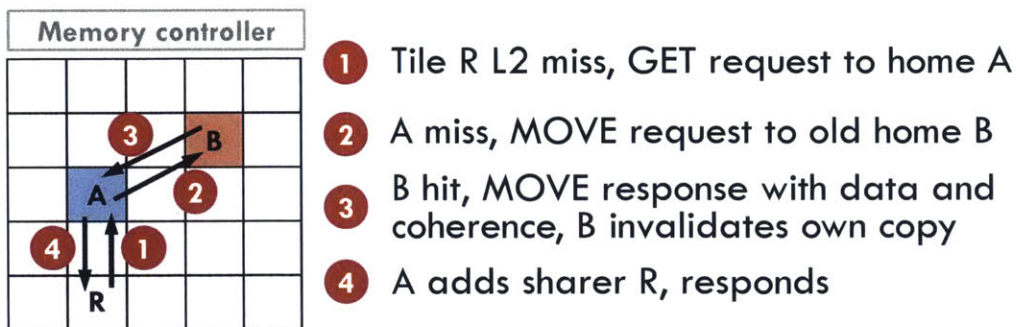 Memory controller
3
B
A
2
4
1
R
1 Tile R L2 miss, GET request to home A
2 A miss, MOVE request to old home B
3 B hit, MOVE response with data and
coherence, B invalidates own copy
4 A adds sharer R, responds